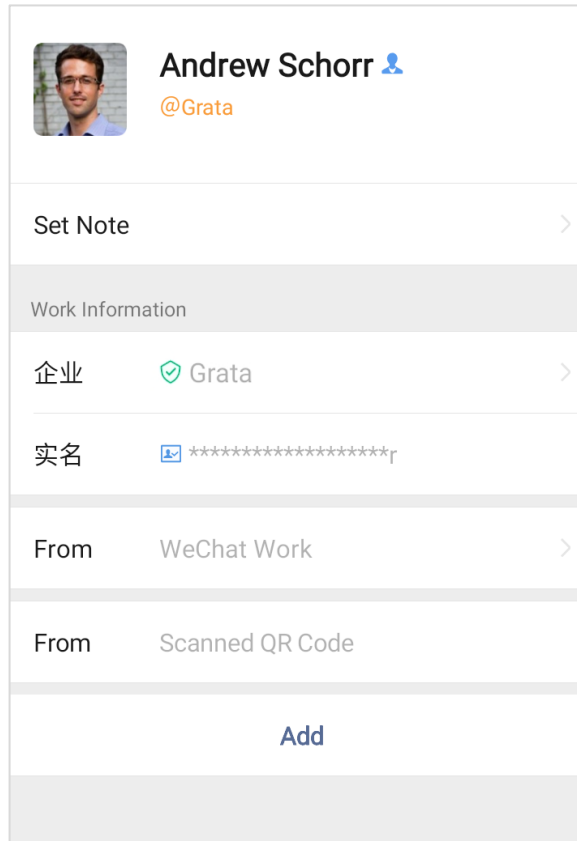 Andrew Schorr
@Grata
Set Note
Work Information
企业 Grata
实名 *******************r
From WeChat Work
From Scanned QR Code
Add